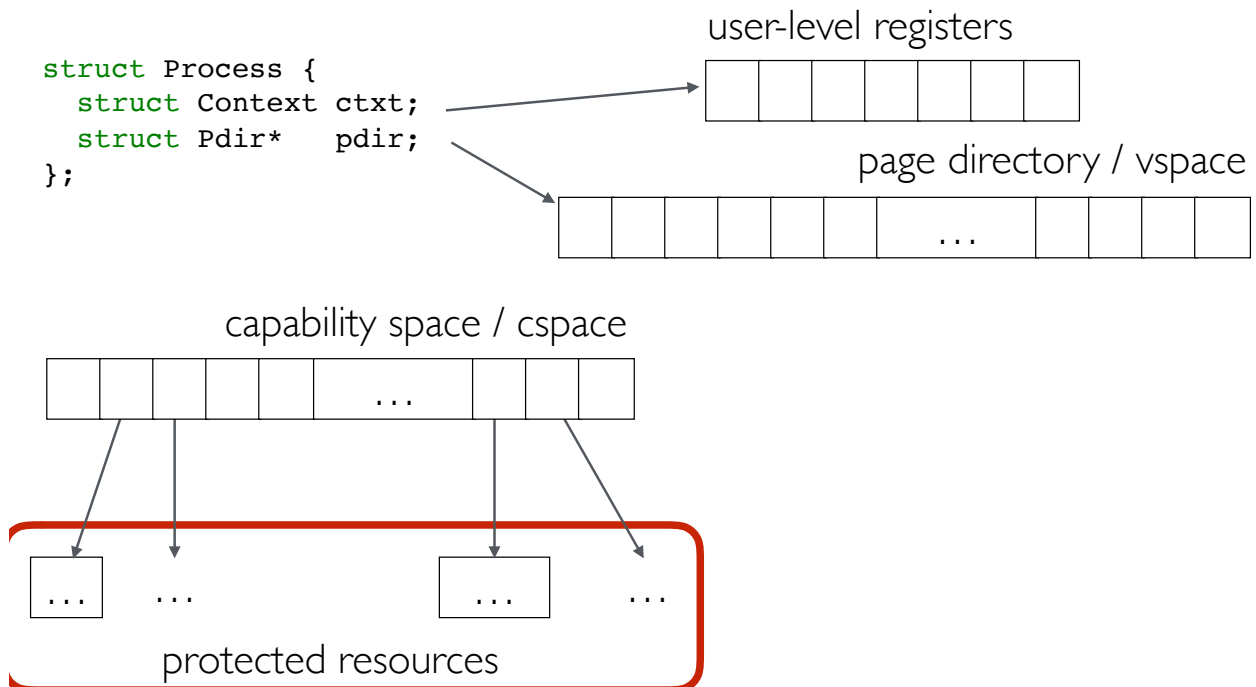 user-level registers
struct Process {
  struct Context ctxt;
  struct Pdir*   pdir;
};
page directory / vspace
...
capability space / cspace
...
... ... ... ...
protected resources